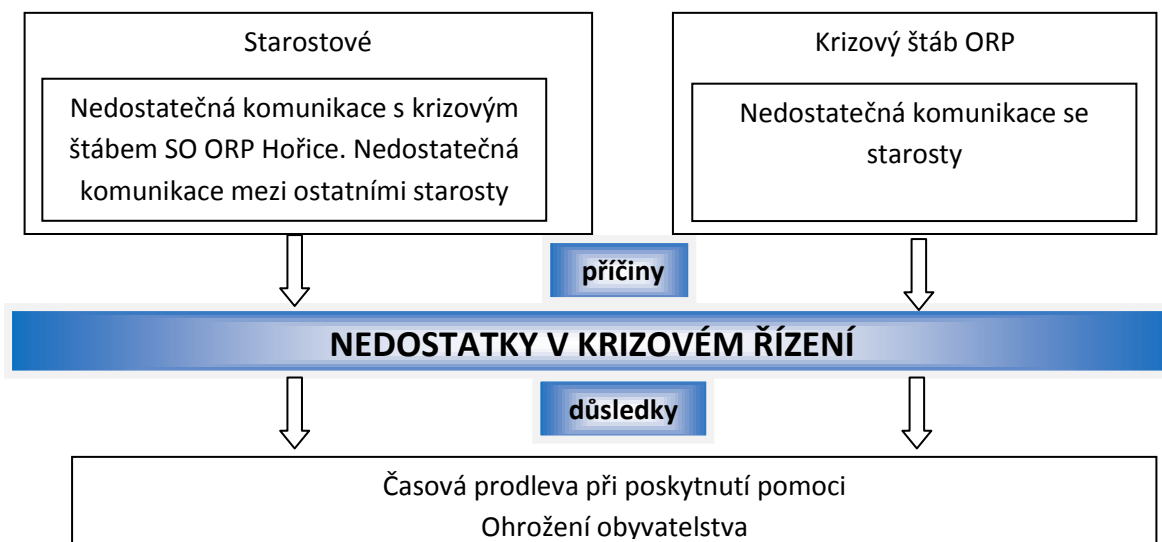 Starostové
Nedostatečná komunikace s krizovým
štábem SO ORP Hořice. Nedostatečná
komunikace mezi ostatními starosty
Krizový štáb ORP
Nedostatečná komunikace se
starosty
příčiny
NEDOSTATKY V KRIZOVÉM ŘÍZENÍ
důsledky
Časová prodleva při poskytnutí pomoci
Ohrožení obyvatelstva